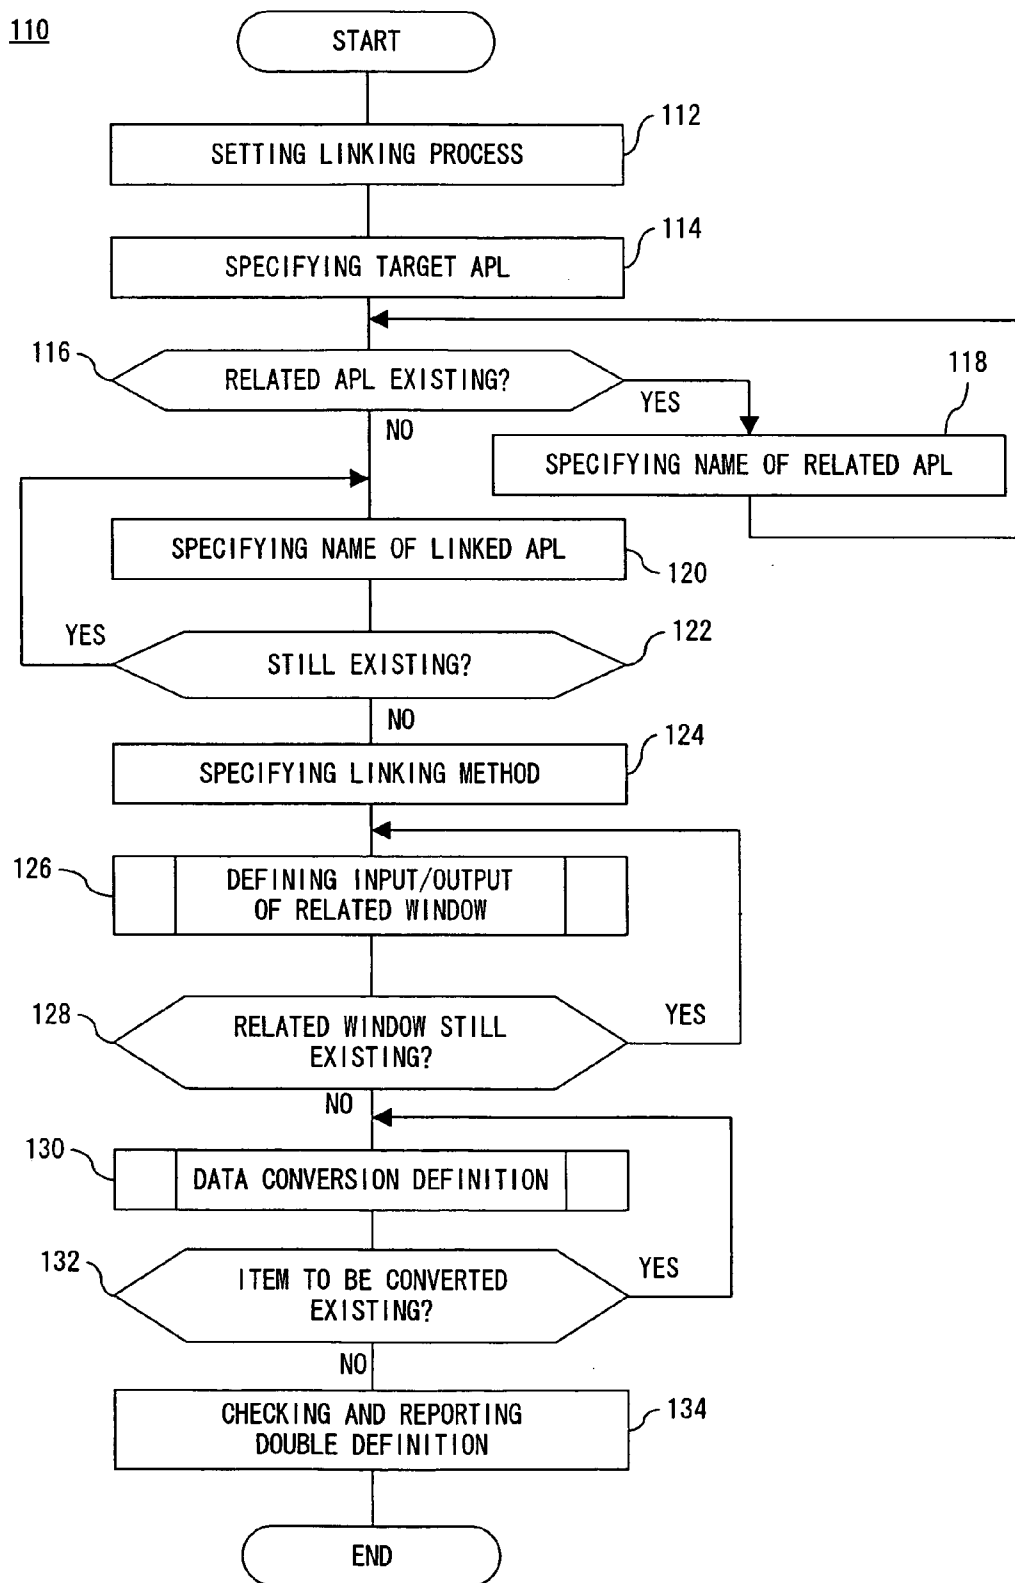 110
START
112
SETTING LINKING PROCESS
114
SPECIFYING TARGET APL
116
RELATED APL EXISTING?
YES
118
NO
SPECIFYING NAME OF RELATED APL
SPECIFYING NAME OF LINKED APL
120
YES
122
STILL EXISTING?
NO
124
SPECIFYING LINKING METHOD
126
DEFINING INPUT/OUTPUT
OF RELATED WINDOW
128
RELATED WINDOW STILL
EXISTING?
YES
NO
130
DATA CONVERSION DEFINITION
132
ITEM TO BE CONVERTED
EXISTING?
YES
NO
CHECKING AND REPORTING
DOUBLE DEFINITION
134
END